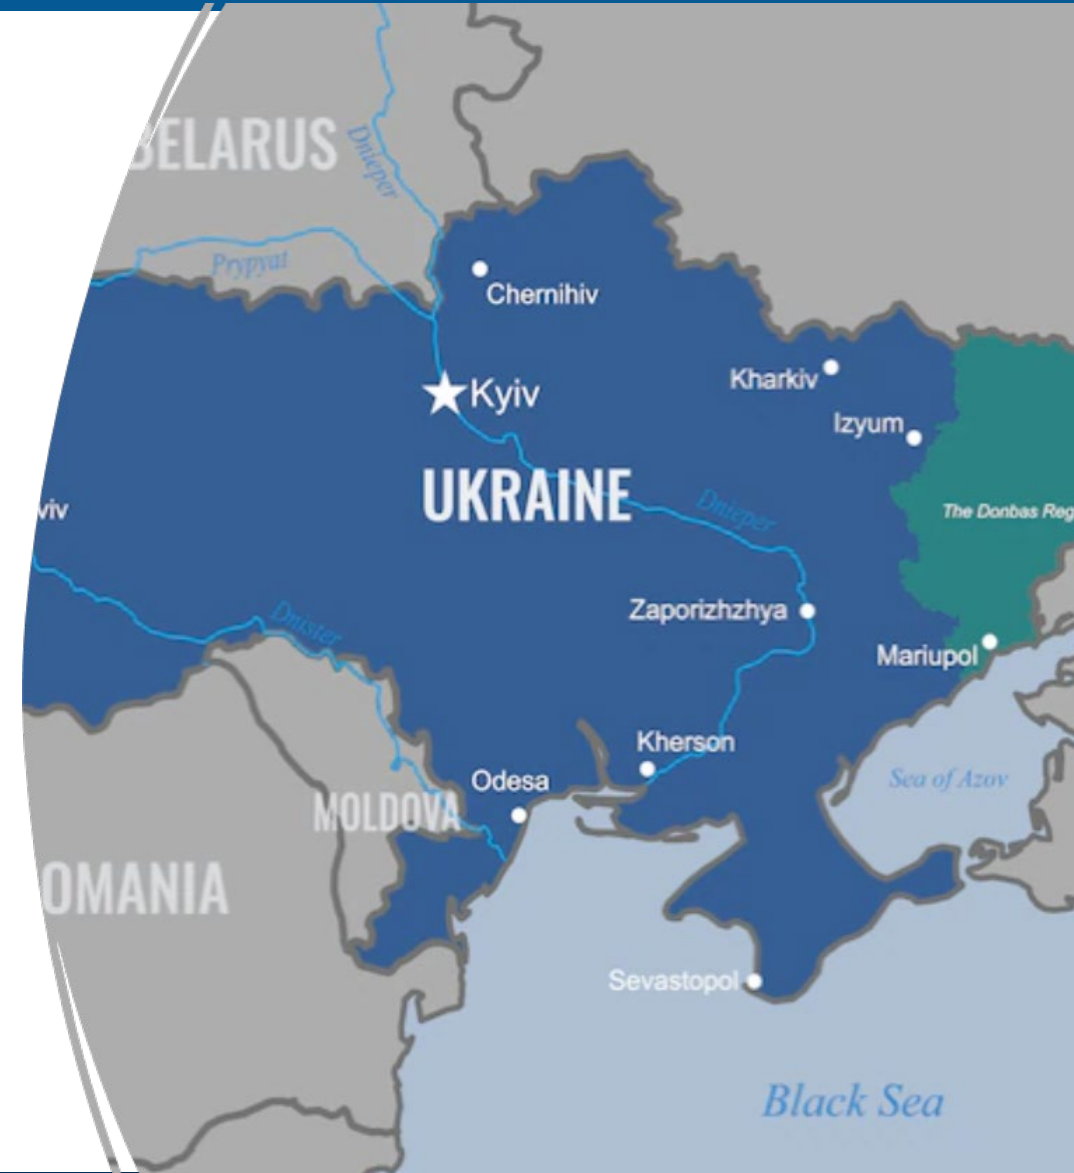 BELARUS
Dnieper
Prypyat
Chernihiv
Kharkiv
Kyiv
Izyum
UKRAINE
Dnieper
viv
The Donbas Reg
Dnister
Zaporizhzhya
Mariupol
Kherson
Odesa
Sea of Azov
MOLDOVA
OMANIA
Sevastopol
Black Sea